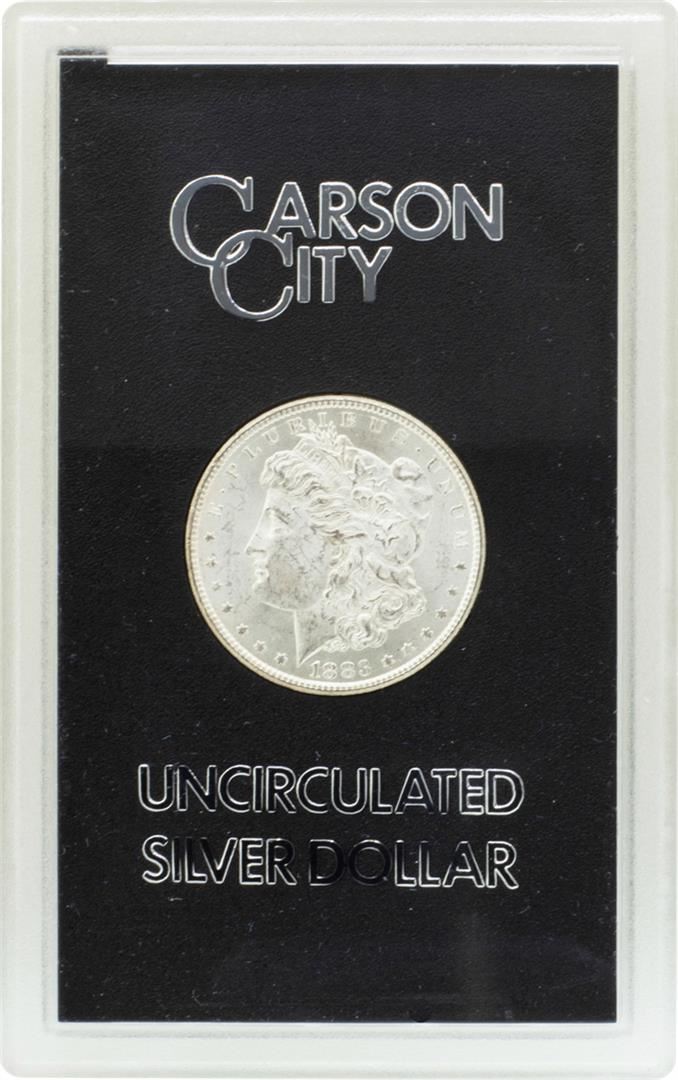 CARSON
CITY
E·PLURIBUS·UNUM
1883
UNCIRCULATED
SILVER DOLLAR